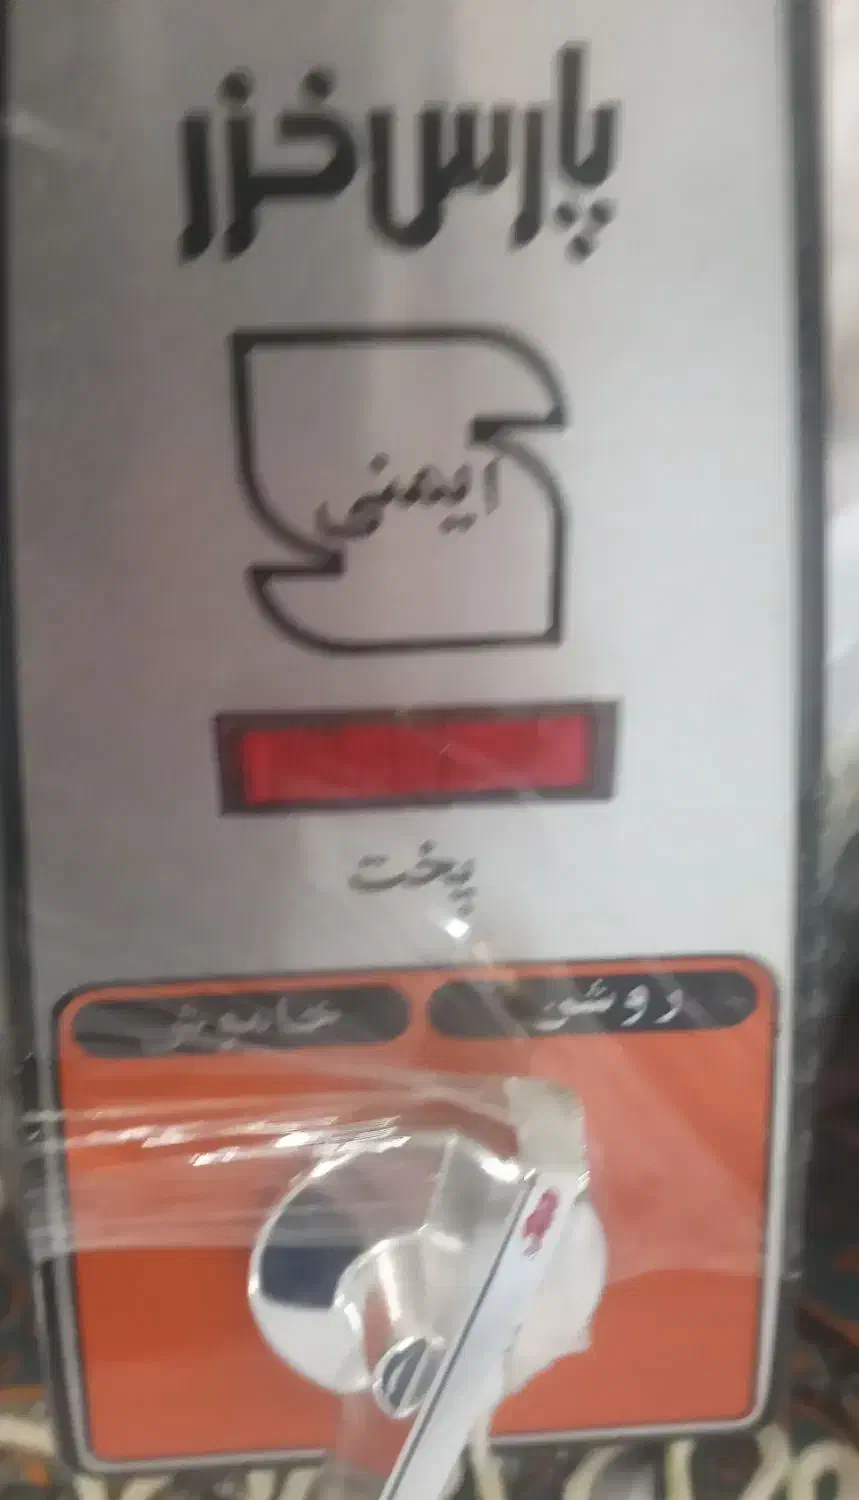 پارس خزر
ایمنی
پخت
روشن خاموش